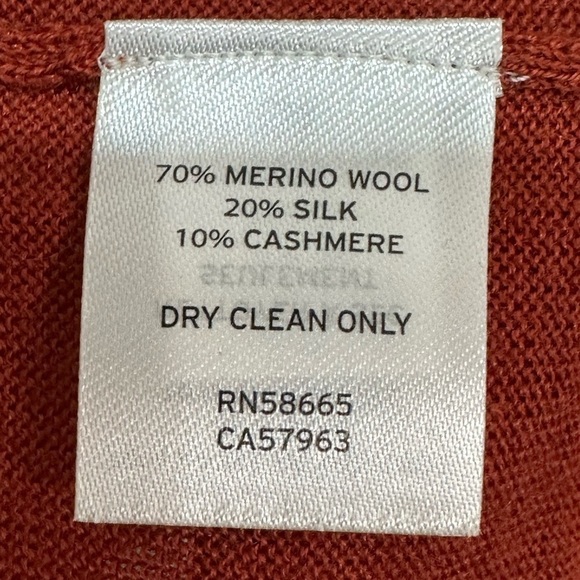 70% MERINO WOOL
20% SILK
10% CASHMERE
DRY CLEAN ONLY
RN58665
CA57963